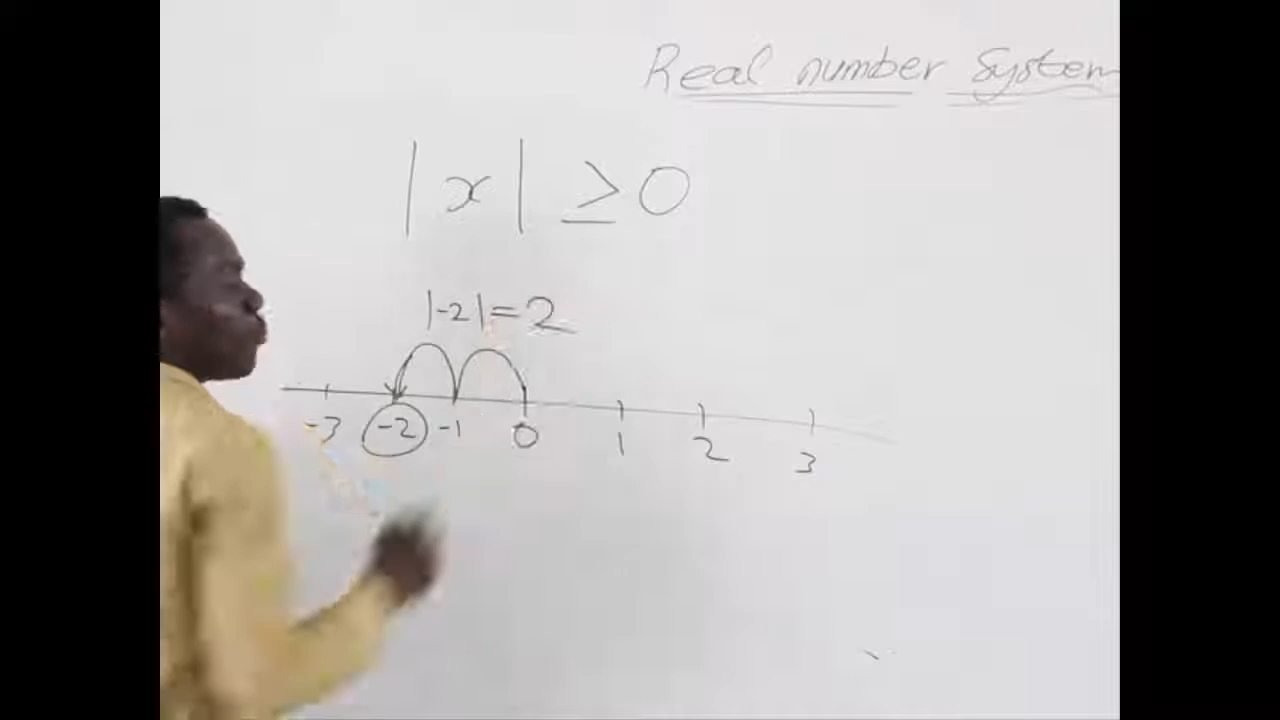 Real number System
|x| ≥ 0
|-2| = 2
-3 -2 -1 0 1 2 3